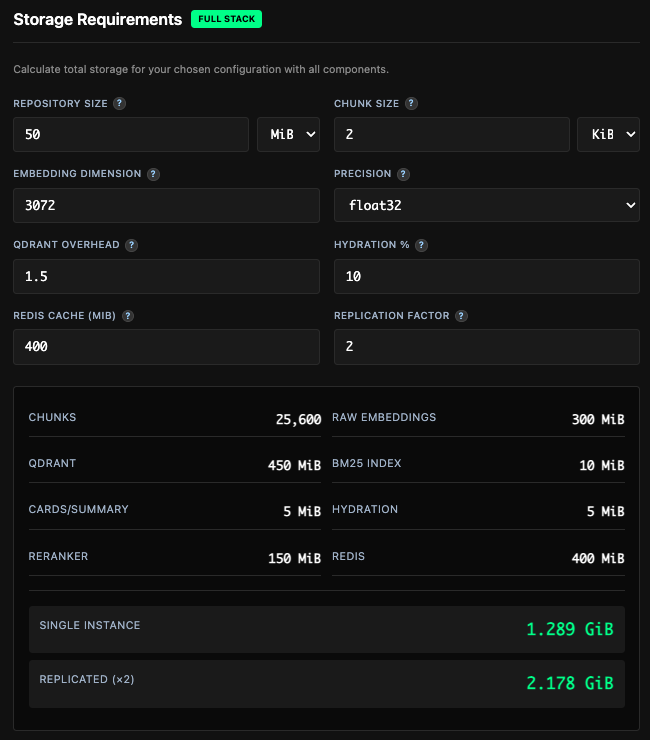 Storage Requirements FULL STACK
Calculate total storage for your chosen configuration with all components.
REPOSITORY SIZE ? CHUNK SIZE ?
50 MiB 2 KiB
EMBEDDING DIMENSION ? PRECISION ?
3072 float32
QDRANT OVERHEAD ? HYDRATION % ?
1.5 10
REDIS CACHE (MIB) ? REPLICATION FACTOR ?
400 2
CHUNKS 25,600 RAW EMBEDDINGS 300 MiB
QDRANT 450 MiB BM25 INDEX 10 MiB
CARDS/SUMMARY 5 MiB HYDRATION 5 MiB
RERANKER 150 MiB REDIS 400 MiB
SINGLE INSTANCE 1.289 GiB
REPLICATED (×2) 2.178 GiB